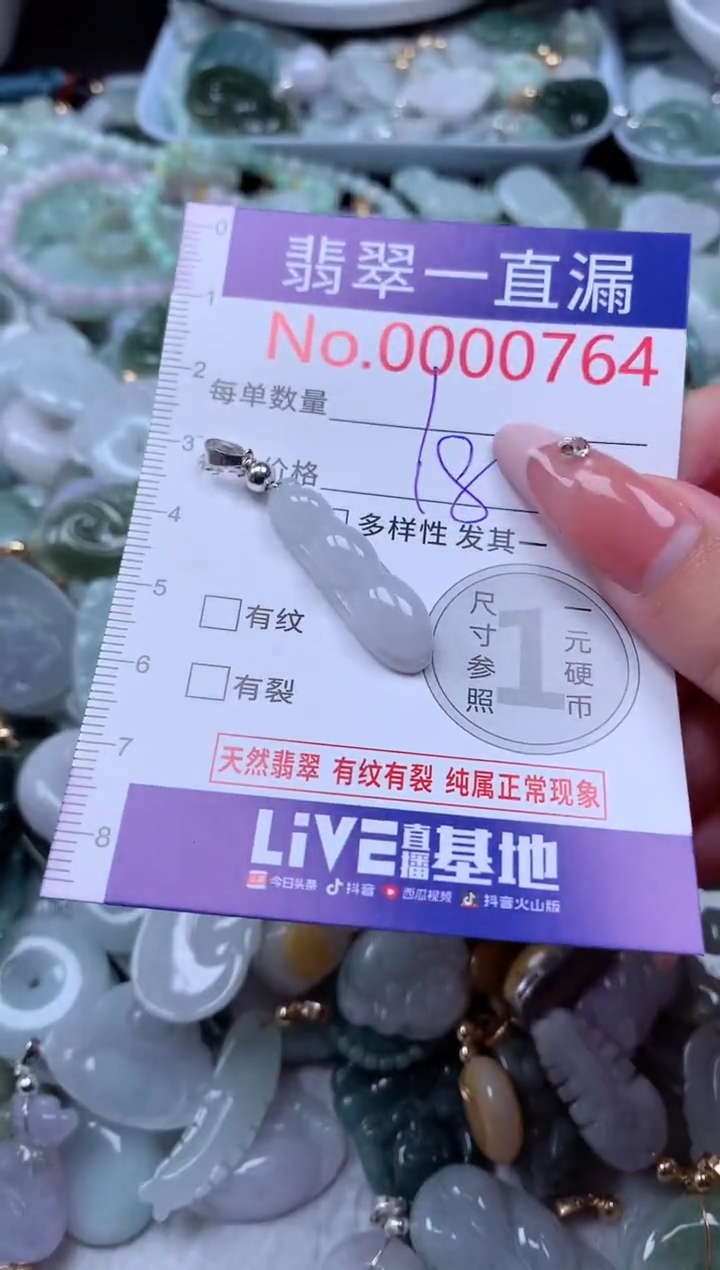 翡翠一直漏
No.0000764
0
1
2
3
4
5
6
7
8
每单数量
价格
18
多样性 发其一
有纹
有裂
尺寸参照
1
一元硬币
天然翡翠 有纹有裂 纯属正常现象
LiVE直播基地
今日头条 抖音 西瓜视频 抖音火山版